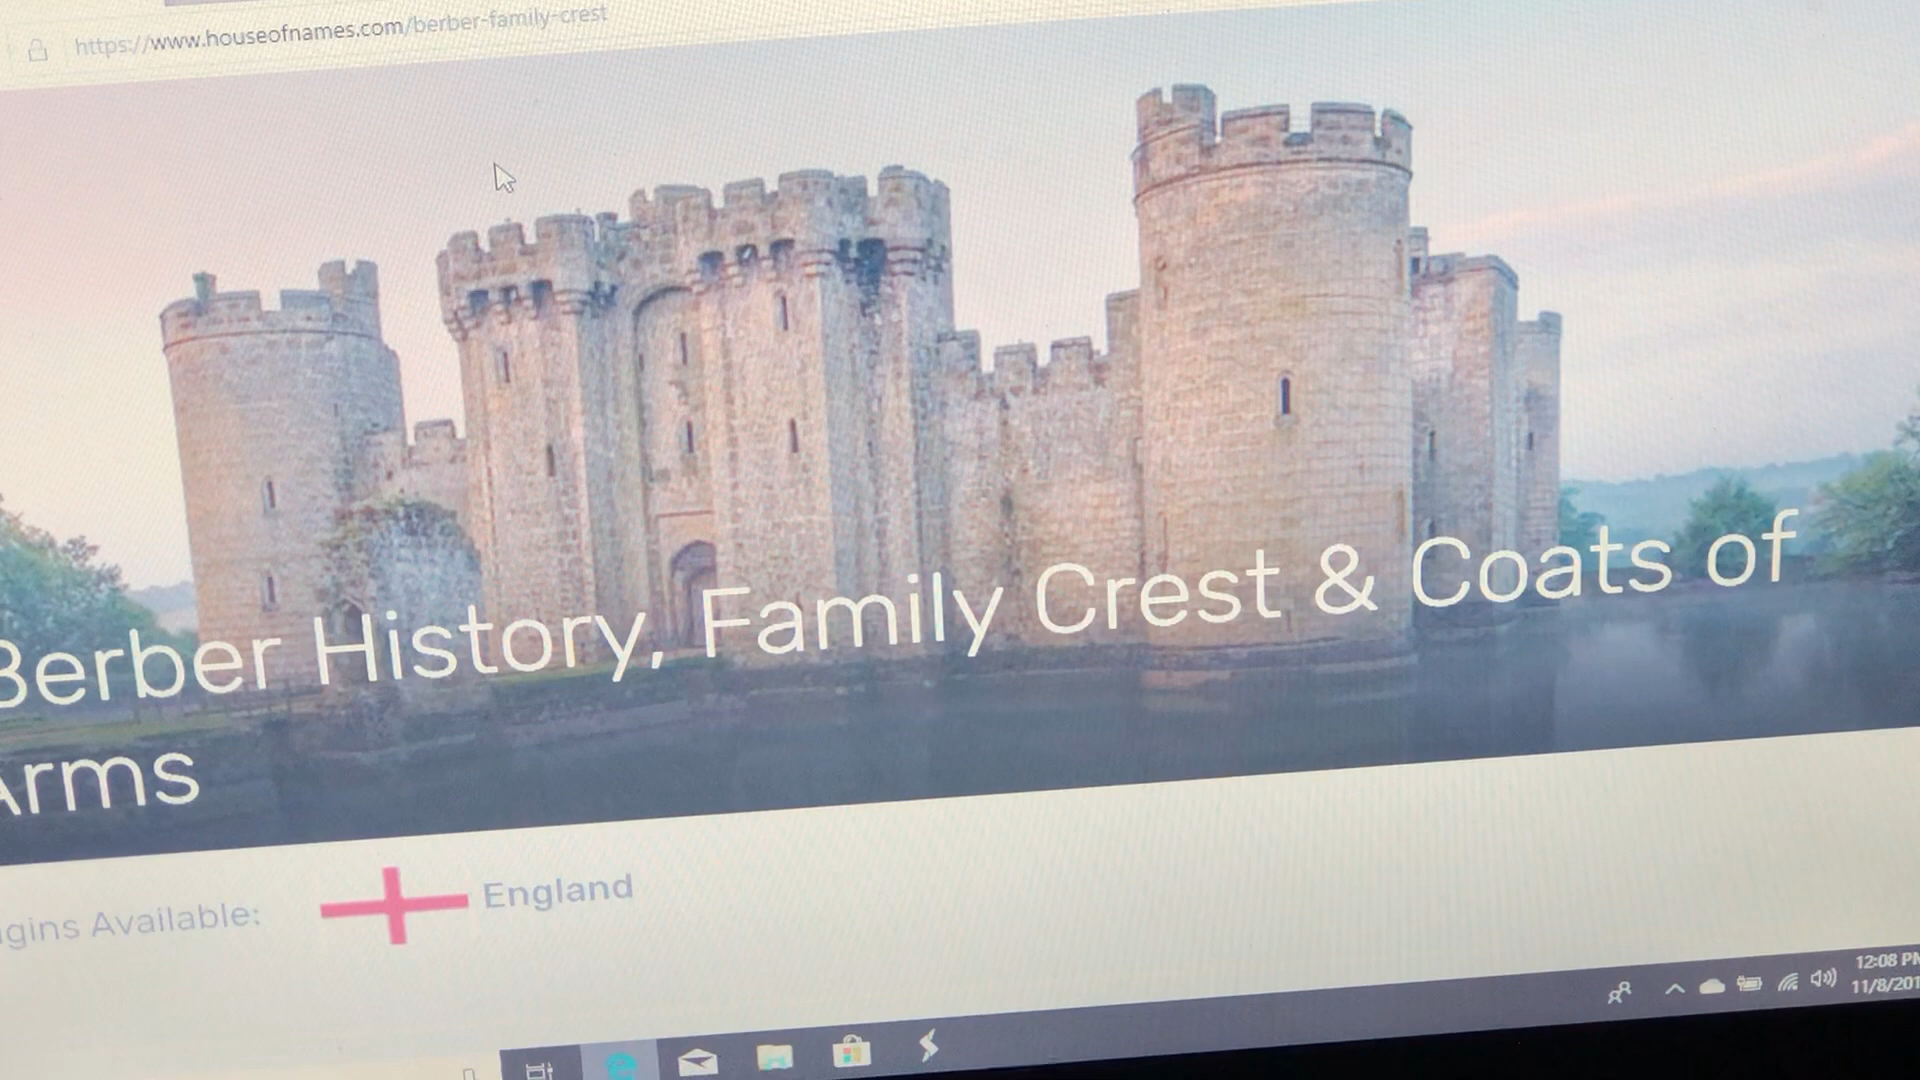 https://www.houseofnames.com/berber-family-crest
Berber History, Family Crest & Coats of
Arms
gins Available:
England
12:08 PM
11/8/201